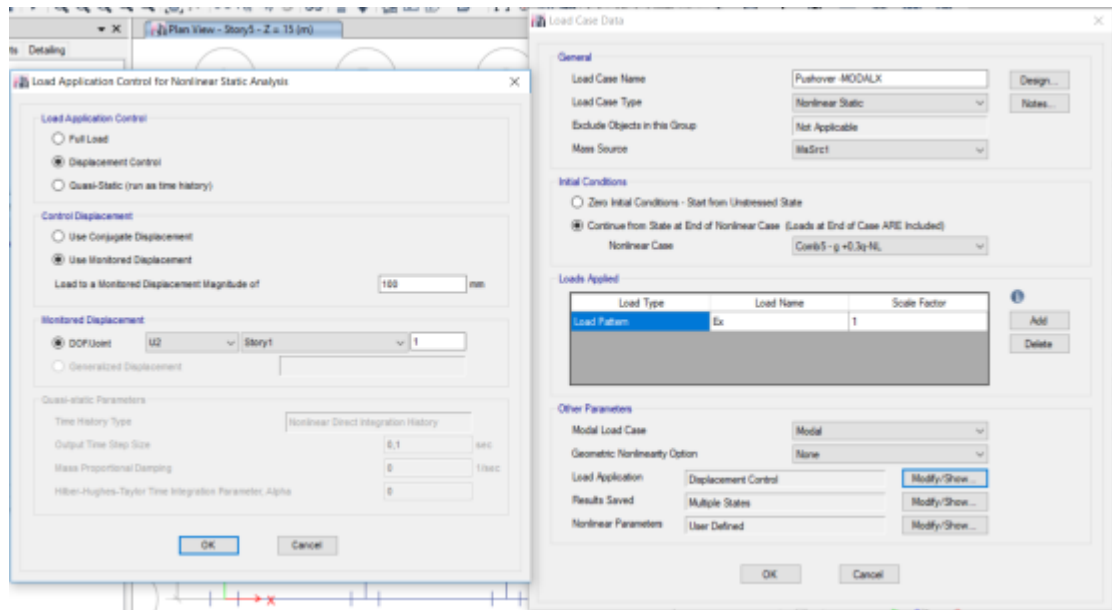 Plan View - Story5 - Z = 15 (m)
Detailing
Load Application Control for Nonlinear Static Analysis
Load Application Control
Full Load
Displacement Control
Quasi-Static (run as time history)
Control Displacement
Use Conjugate Displacement
Use Monitored Displacement
Load to a Monitored Displacement Magnitude of 100 mm
Monitored Displacement
DOF/Joint U2 Story1 1
Generalized Displacement
Quasi-static Parameters
Time History Type Nonlinear Direct Integration History
Output Time Step Size 0,1 sec
Mass Proportional Damping 0 1/sec
Hilber-Hughes-Taylor Time Integration Parameter, Alpha 0
OK Cancel
X
Load Case Data
General
Load Case Name Pushover -MODALX Design...
Load Case Type Nonlinear Static Notes...
Exclude Objects in this Group Not Applicable
Mass Source MsSrc1
Initial Conditions
Zero Initial Conditions - Start from Unstressed State
Continue from State at End of Nonlinear Case (Loads at End of Case ARE Included)
Nonlinear Case Comb5 - g +0,3q-NL
Loads Applied
Load Type Load Name Scale Factor
Load Pattern Ex 1
Add
Delete
Other Parameters
Modal Load Case Modal
Geometric Nonlinearity Option None
Load Application Displacement Control Modify/Show...
Results Saved Multiple States Modify/Show...
Nonlinear Parameters User Defined Modify/Show...
OK Cancel